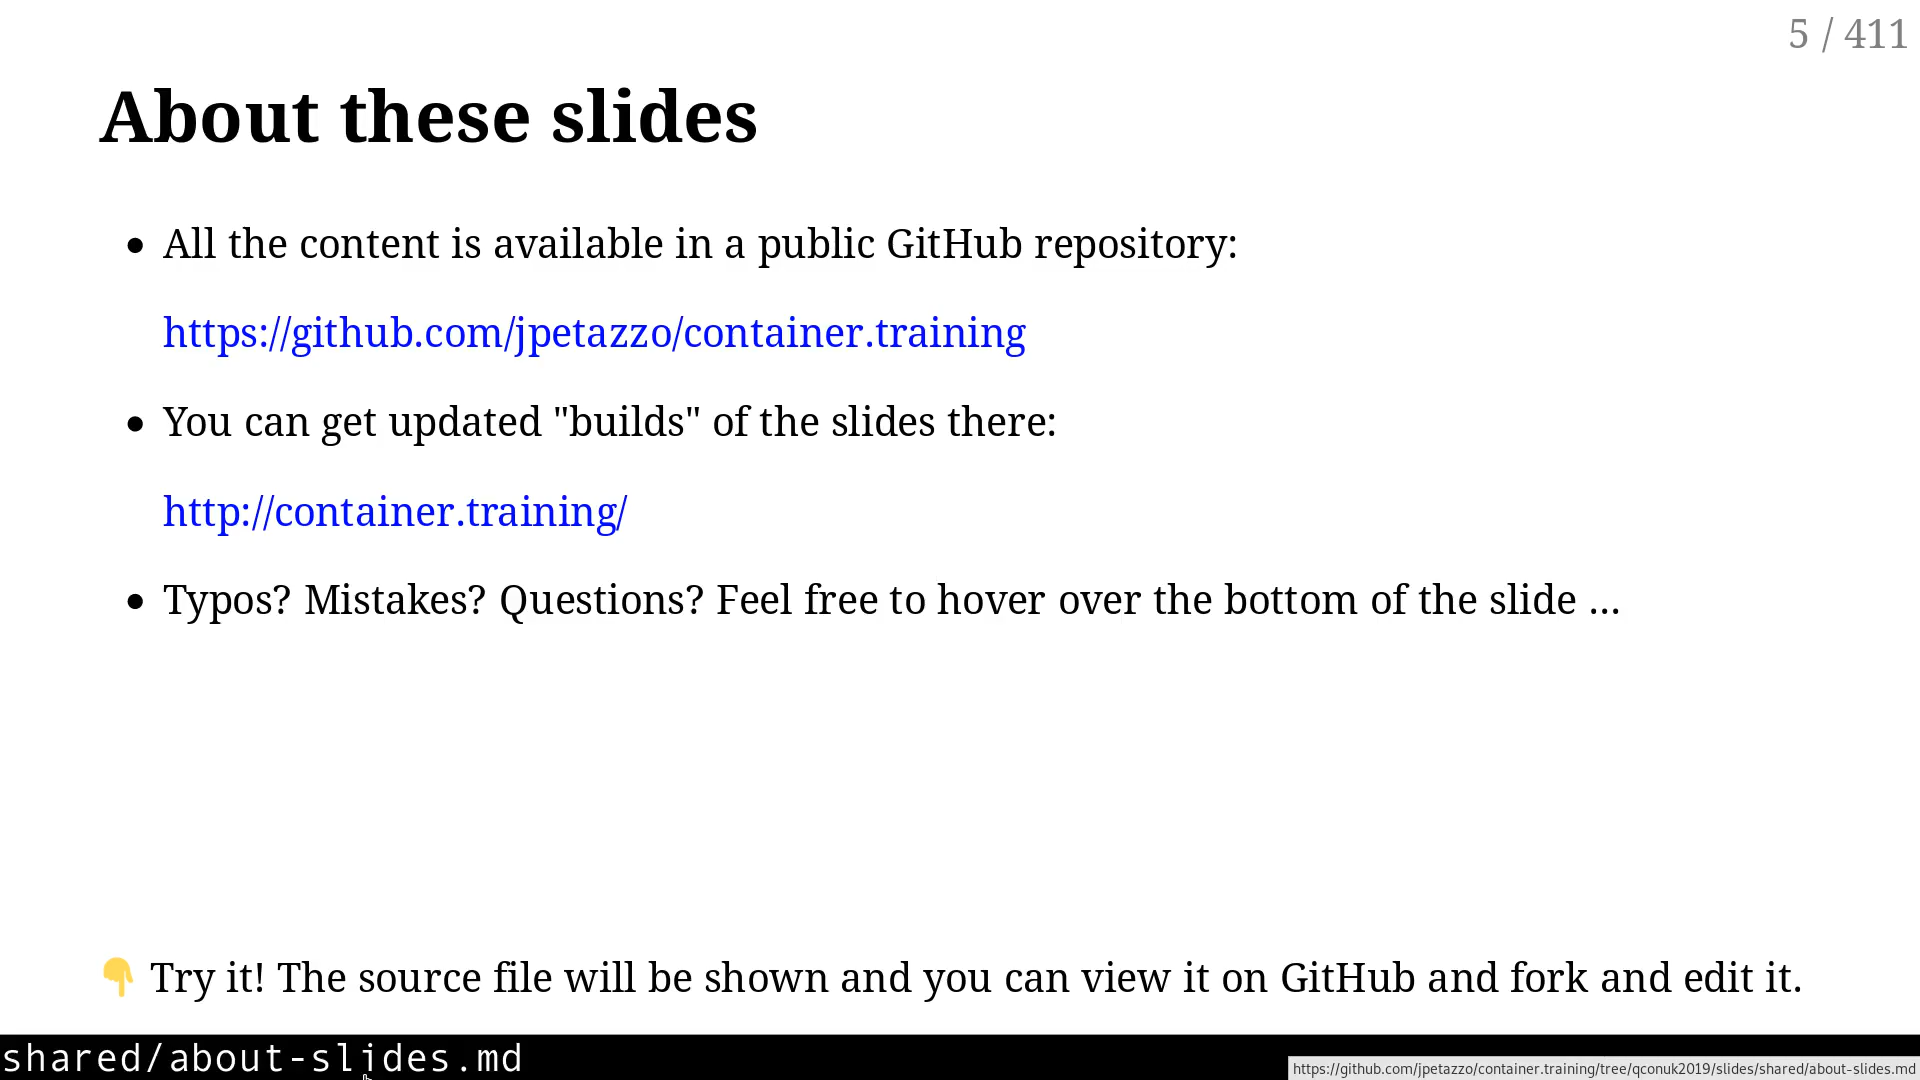 5 / 411
About these slides
• All the content is available in a public GitHub repository:
https://github.com/jpetazzo/container.training
• You can get updated "builds" of the slides there:
http://container.training/
• Typos? Mistakes? Questions? Feel free to hover over the bottom of the slide ...
👇 Try it! The source file will be shown and you can view it on GitHub and fork and edit it.
shared/about-slides.md
https://github.com/jpetazzo/container.training/tree/qconuk2019/slides/shared/about-slides.md